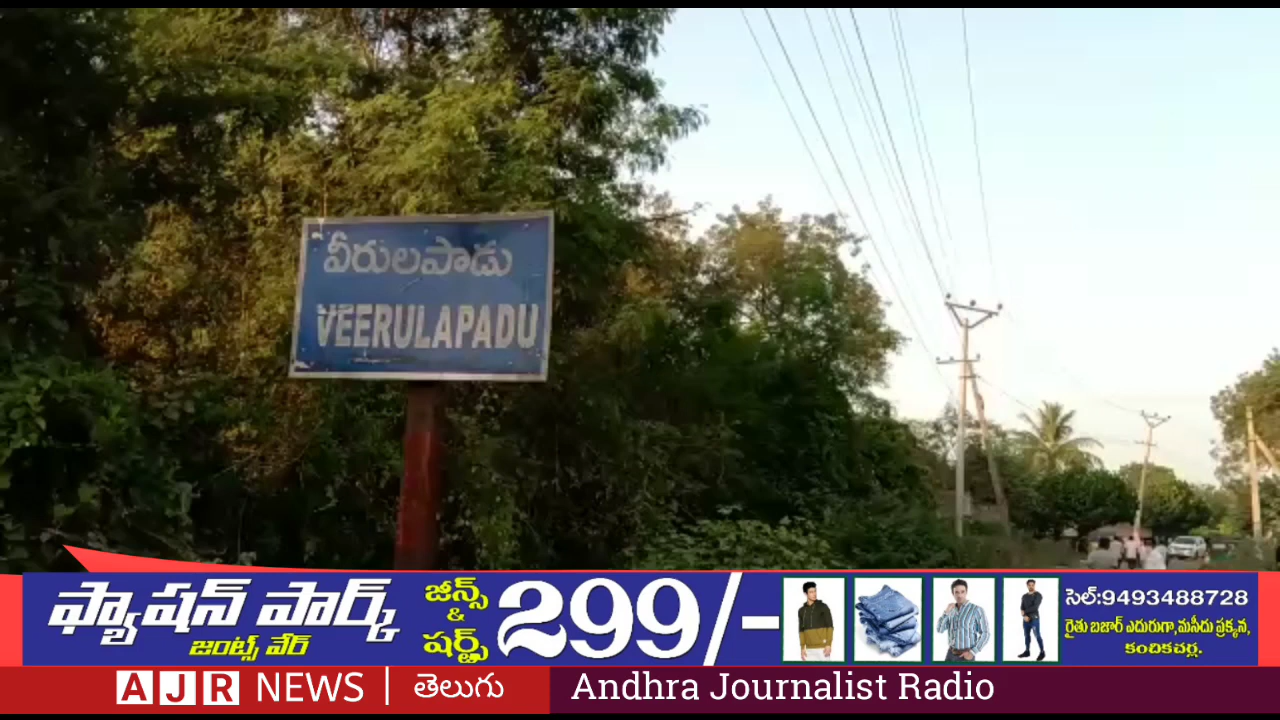 వీరులపాడు
VEERULAPADU
ఫ్యాషన్ పార్క్
జంట్స్ వేర్
జీన్స్
&
షర్ట్స్
299/-
సెల్:9493488728
రైతు బజార్ ఎదురుగా,మసీదు ప్రక్కన,
కంచికచర్ల.
AJR NEWS | తెలుగు
Andhra Journalist Radio